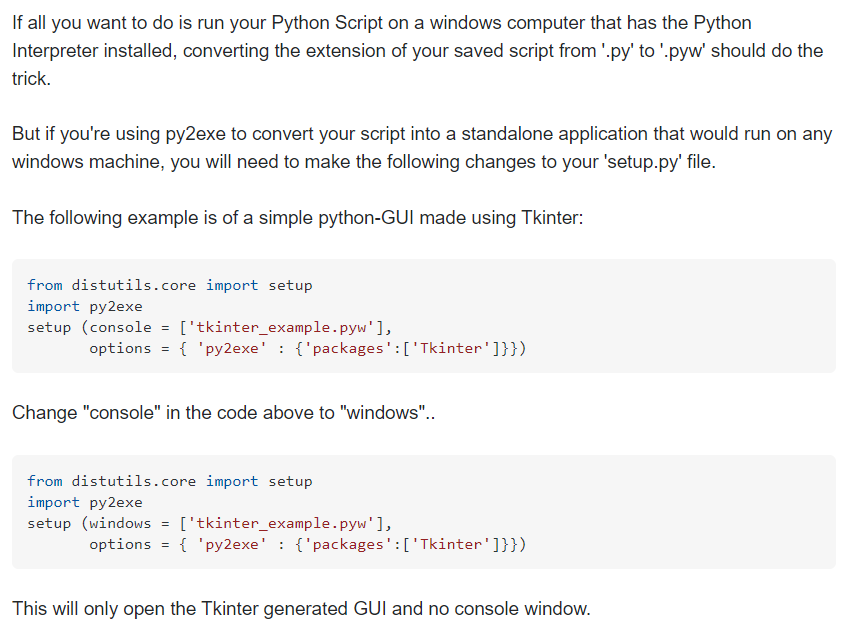 If all you want to do is run your Python Script on a windows computer that has the Python
Interpreter installed, converting the extension of your saved script from '.py' to '.pyw' should do the
trick.
But if you're using py2exe to convert your script into a standalone application that would run on any
windows machine, you will need to make the following changes to your 'setup.py' file.
The following example is of a simple python-GUI made using Tkinter:
from distutils.core import setup
import py2exe
setup (console = ['tkinter_example.pyw'],
       options = { 'py2exe' : {'packages':['Tkinter']}})
Change "console" in the code above to "windows"..
from distutils.core import setup
import py2exe
setup (windows = ['tkinter_example.pyw'],
       options = { 'py2exe' : {'packages':['Tkinter']}})
This will only open the Tkinter generated GUI and no console window.